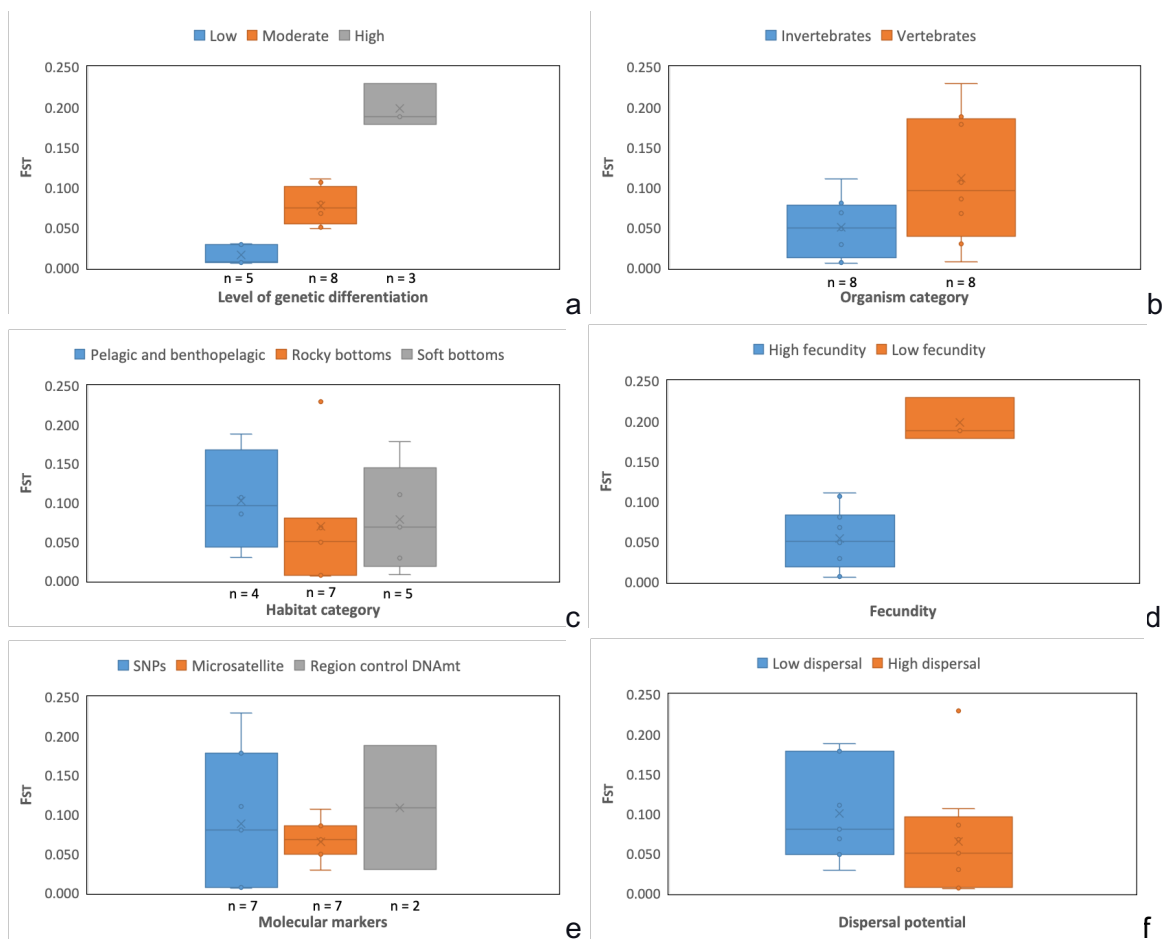 Low Moderate High
0.250
0.200
0.150
0.100
0.050
0.000
FST
n = 5 n = 8 n = 3
Level of genetic differentiation
a
Invertebrates Vertebrates
0.250
0.200
0.150
0.100
0.050
0.000
FST
n = 8 n = 8
Organism category
b
Pelagic and benthopelagic Rocky bottoms Soft bottoms
0.250
0.200
0.150
0.100
0.050
0.000
FST
n = 4 n = 7 n = 5
Habitat category
c
High fecundity Low fecundity
0.250
0.200
0.150
0.100
0.050
0.000
FST
Fecundity
d
SNPs Microsatellite Region control DNAmt
0.250
0.200
0.150
0.100
0.050
0.000
FST
n = 7 n = 7 n = 2
Molecular markers
e
Low dispersal High dispersal
0.250
0.200
0.150
0.100
0.050
0.000
FST
Dispersal potential
f